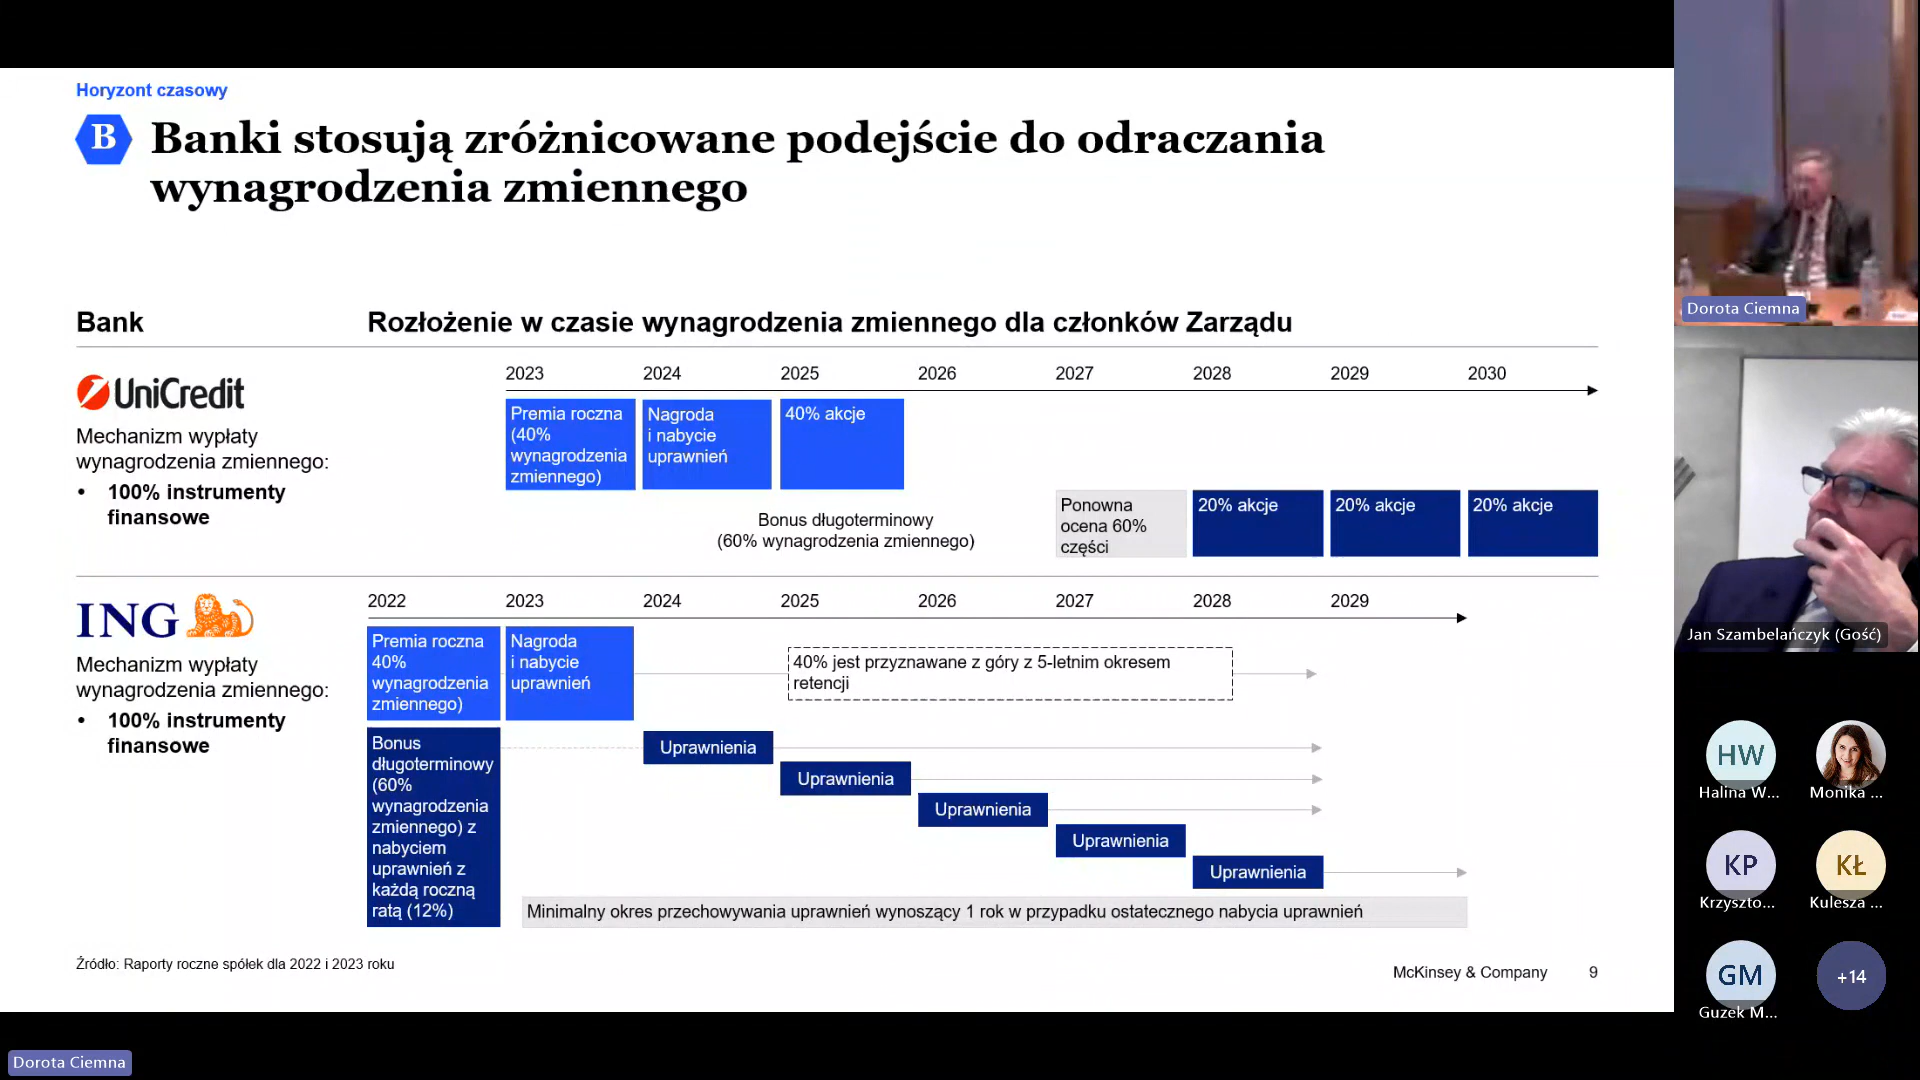 Horyzont czasowy
B
Banki stosują zróżnicowane podejście do odraczania
wynagrodzenia zmiennego
Bank
Rozłożenie w czasie wynagrodzenia zmiennego dla członków Zarządu
UniCredit
Mechanizm wypłaty
wynagrodzenia zmiennego:
• 100% instrumenty
finansowe
2023 2024 2025 2026 2027 2028 2029 2030
Premia roczna
(40%
wynagrodzenia
zmiennego)
Nagroda
i nabycie
uprawnień
40% akcje
Bonus długoterminowy
(60% wynagrodzenia zmiennego)
Ponowna
ocena 60%
części
20% akcje
20% akcje
20% akcje
ING
Mechanizm wypłaty
wynagrodzenia zmiennego:
• 100% instrumenty
finansowe
2022 2023 2024 2025 2026 2027 2028 2029
Premia roczna
40%
wynagrodzenia
zmiennego)
Nagroda
i nabycie
uprawnień
40% jest przyznawane z góry z 5-letnim okresem
retencji
Bonus
długoterminowy
(60%
wynagrodzenia
zmiennego) z
nabyciem
uprawnień z
każdą roczną
ratą (12%)
Uprawnienia
Uprawnienia
Uprawnienia
Uprawnienia
Uprawnienia
Minimalny okres przechowywania uprawnień wynoszący 1 rok w przypadku ostatecznego nabycia uprawnień
Źródło: Raporty roczne spółek dla 2022 i 2023 roku
McKinsey & Company 9
Dorota Ciemna
Dorota Ciemna
Jan Szambelańczyk (Gość)
HW
Halina W...
Monika ...
KP
Krzyszto...
KŁ
Kulesza ...
GM
Guzek M...
+14